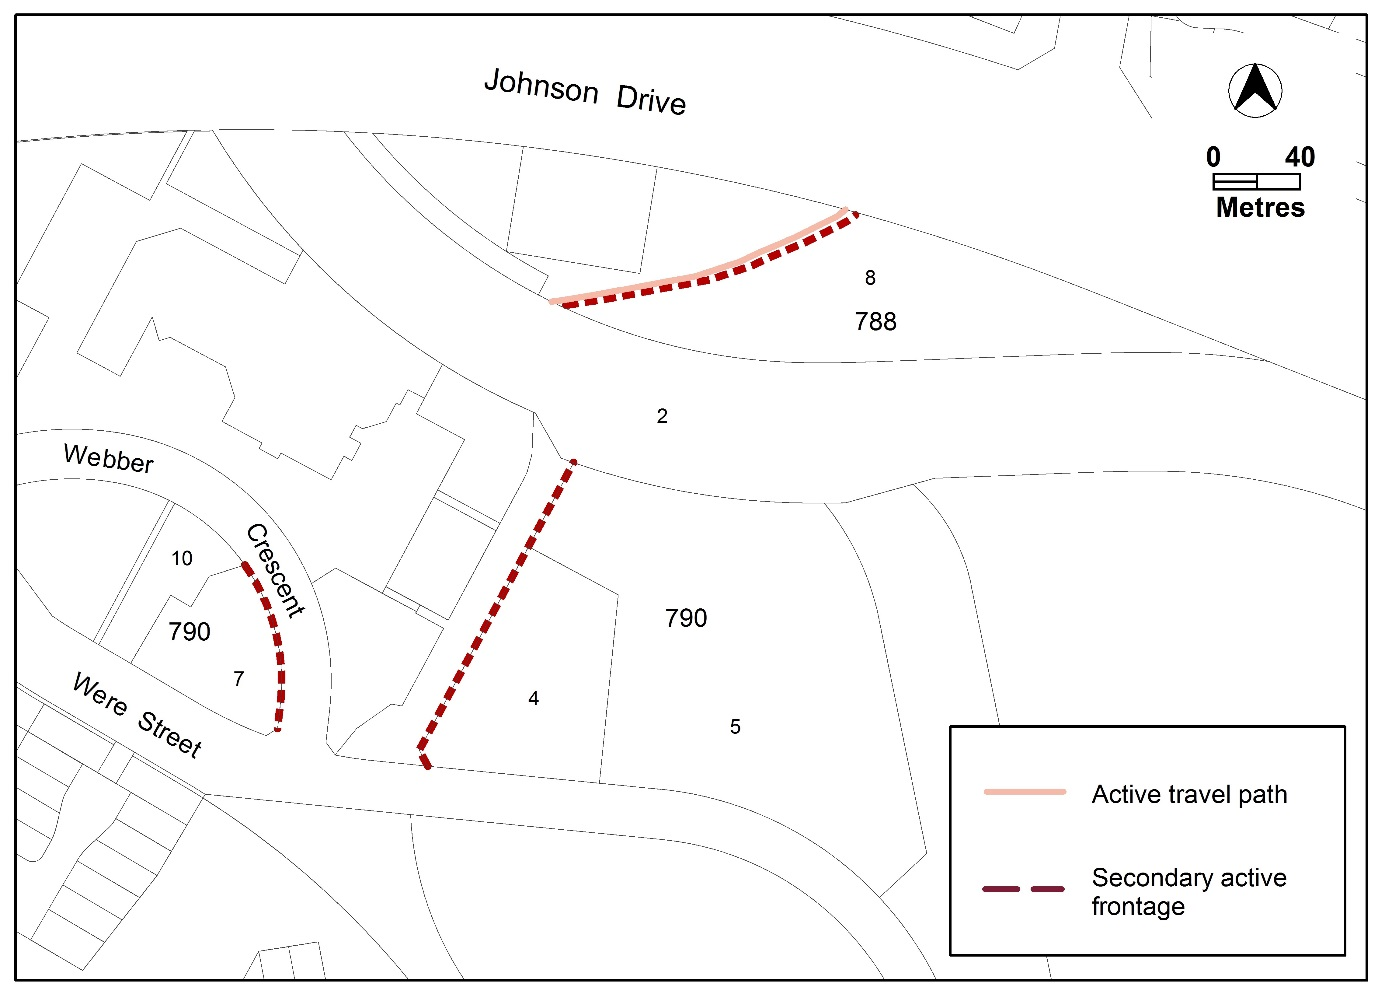 Johnson Drive
0 40
Metres
8
788
2
Webber
Crescent
10
790
7
790
4
5
Were Street
Active travel path
Secondary active
frontage